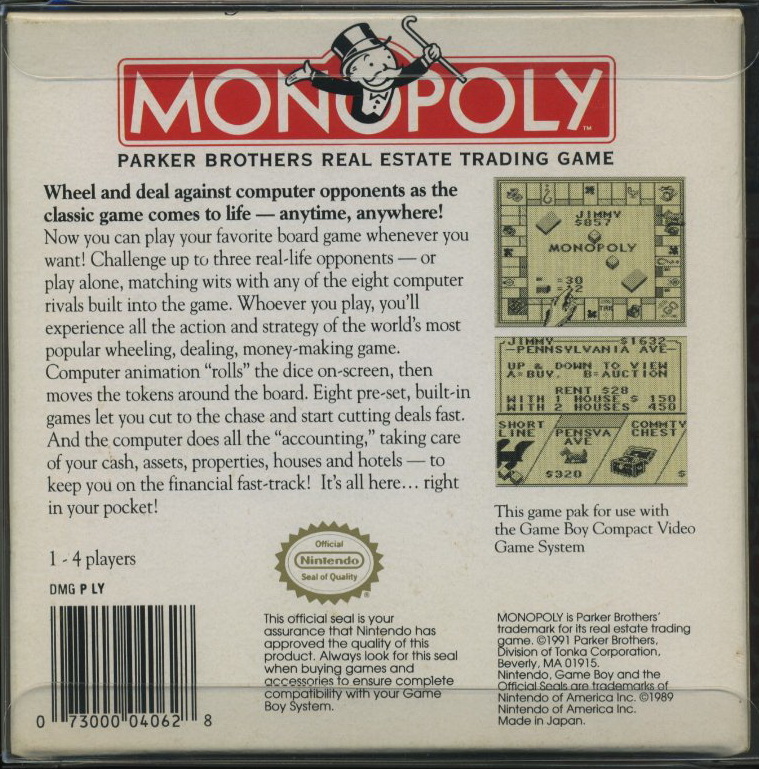 MONOPOLY™
PARKER BROTHERS REAL ESTATE TRADING GAME
Wheel and deal against computer opponents as the
classic game comes to life — anytime, anywhere!
Now you can play your favorite board game whenever you
want! Challenge up to three real-life opponents — or
play alone, matching wits with any of the eight computer
rivals built into the game. Whoever you play, you'll
experience all the action and strategy of the world's most
popular wheeling, dealing, money-making game.
Computer animation "rolls" the dice on-screen, then
moves the tokens around the board. Eight pre-set, built-in
games let you cut to the chase and start cutting deals fast.
And the computer does all the "accounting," taking care
of your cash, assets, properties, houses and hotels — to
keep you on the financial fast-track! It's all here... right
in your pocket!
JIMMY
$857
MONOPOLY
=30
=12
JIMMY $1632
PENNSYLVANIA AVE
UP & DOWN TO VIEW
A=BUY. B=AUCTION
RENT $28
WITH 1 HOUSE $ 150
WITH 2 HOUSES 450
SHORT
LINE
PENSVA
AVE
$320
COMMTY
CHEST
$
This game pak for use with
the Game Boy Compact Video
Game System
1 - 4 players
DMG P LY
Official
Nintendo
Seal of Quality
®
This official seal is your
assurance that Nintendo has
approved the quality of this
product. Always look for this seal
when buying games and
accessories to ensure complete
compatibility with your Game
Boy System.
MONOPOLY is Parker Brothers'
trademark for its real estate trading
game. ©1991 Parker Brothers,
Division of Tonka Corporation,
Beverly, MA 01915.
Nintendo, Game Boy and the
Official Seals are trademarks of
Nintendo of America Inc. ©1989
Nintendo of America Inc.
Made in Japan.
0 73000 04062 8